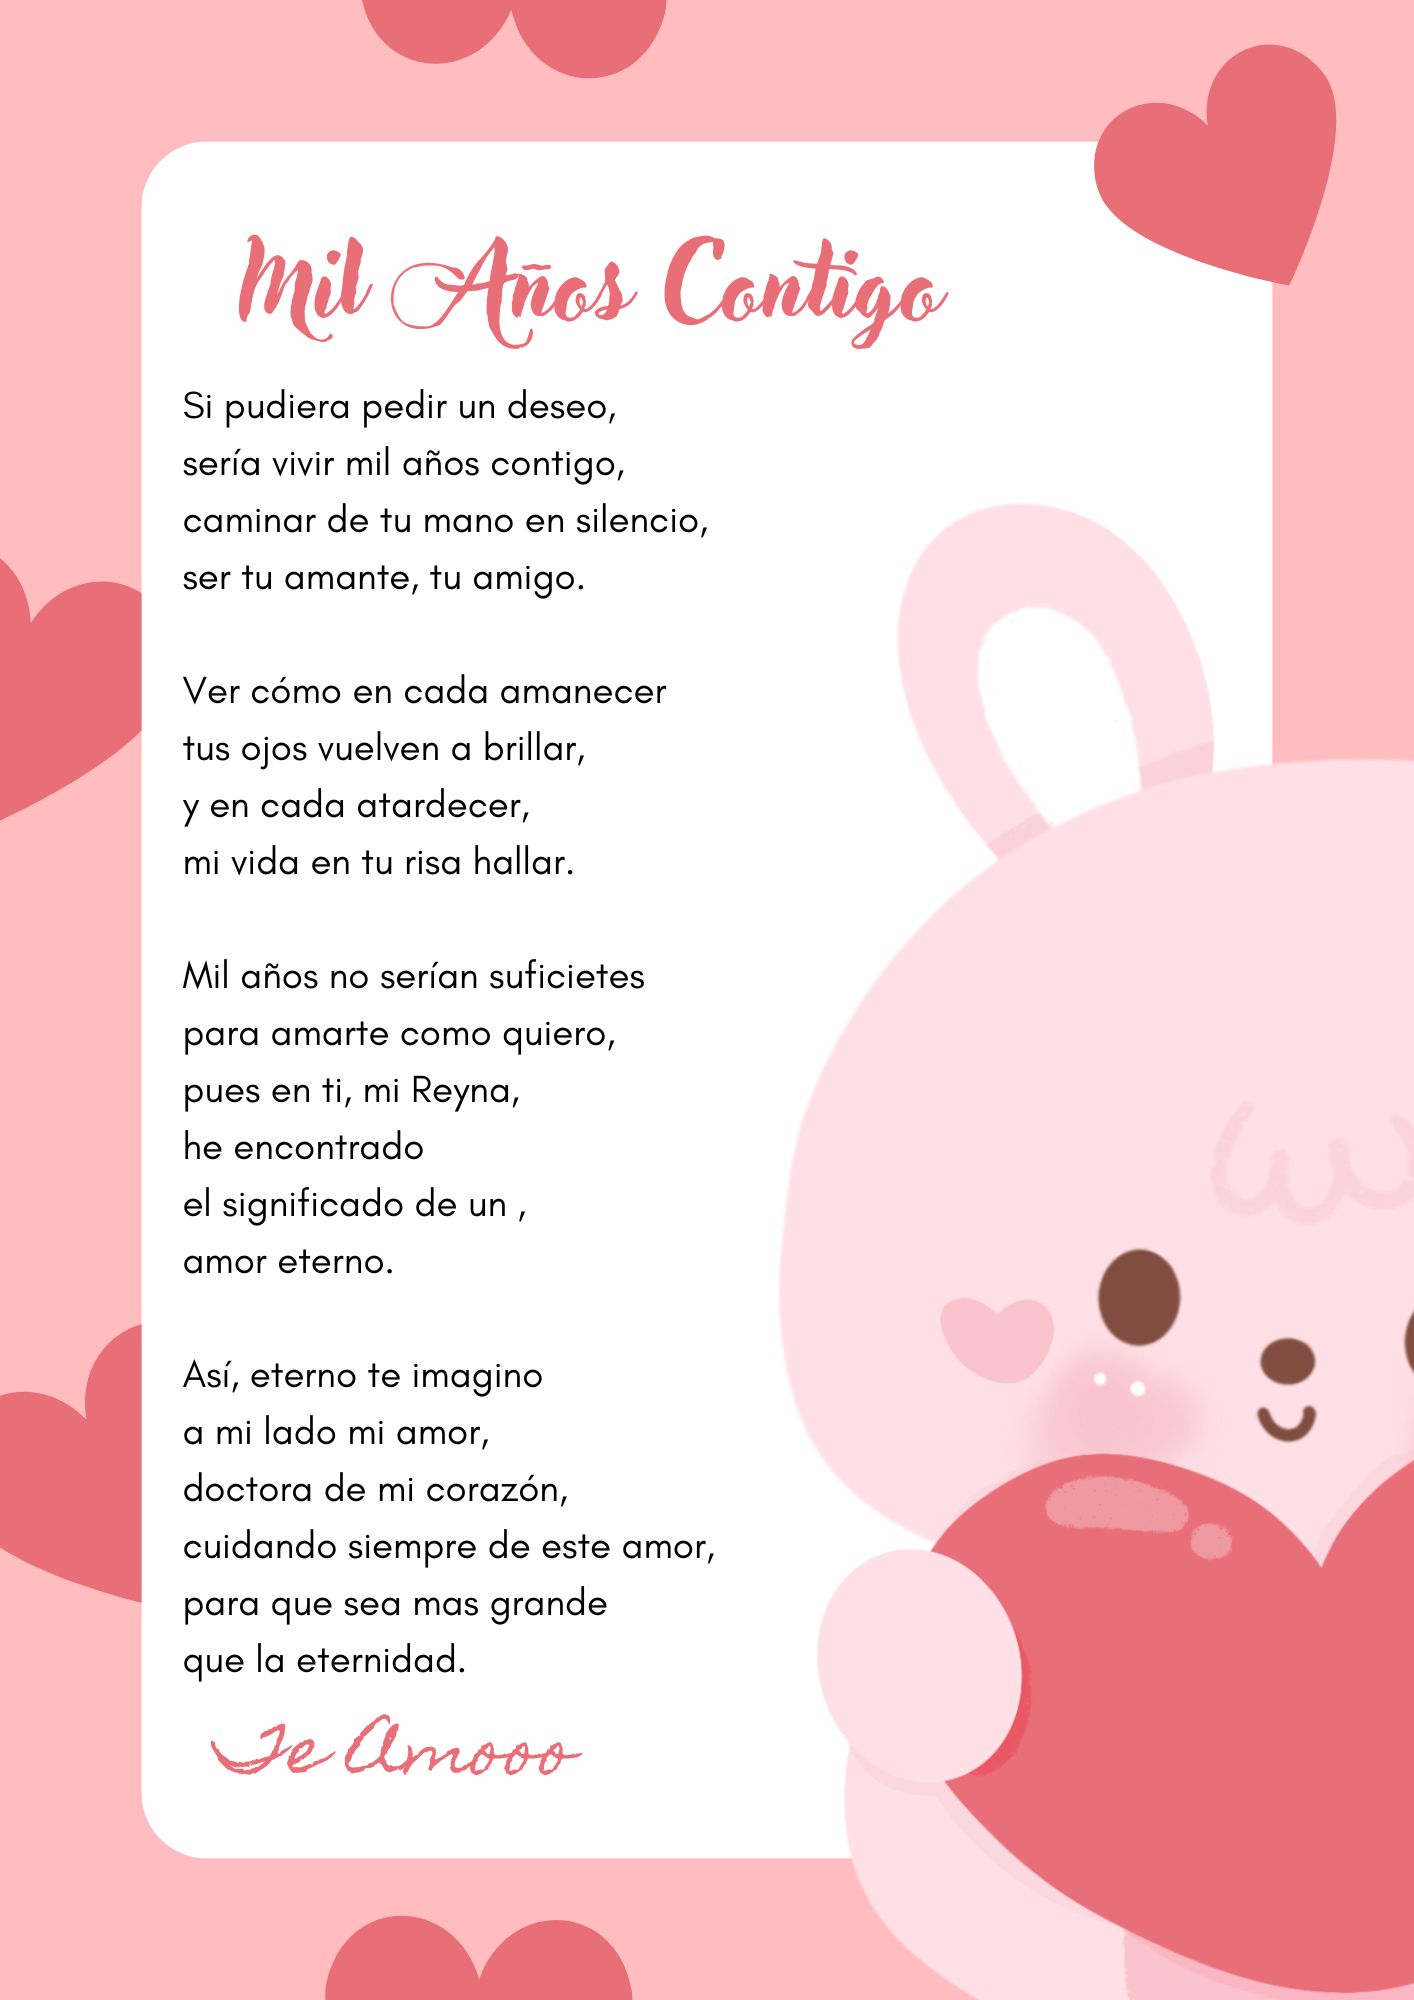 Mil Años Contigo
Si pudiera pedir un deseo,
sería vivir mil años contigo,
caminar de tu mano en silencio,
ser tu amante, tu amigo.
Ver cómo en cada amanecer
tus ojos vuelven a brillar,
y en cada atardecer,
mi vida en tu risa hallar.
Mil años no serían suficietes
para amarte como quiero,
pues en ti, mi Reyna,
he encontrado
el significado de un ,
amor eterno.
Así, eterno te imagino
a mi lado mi amor,
doctora de mi corazón,
cuidando siempre de este amor,
para que sea mas grande
que la eternidad.
Te Amooo